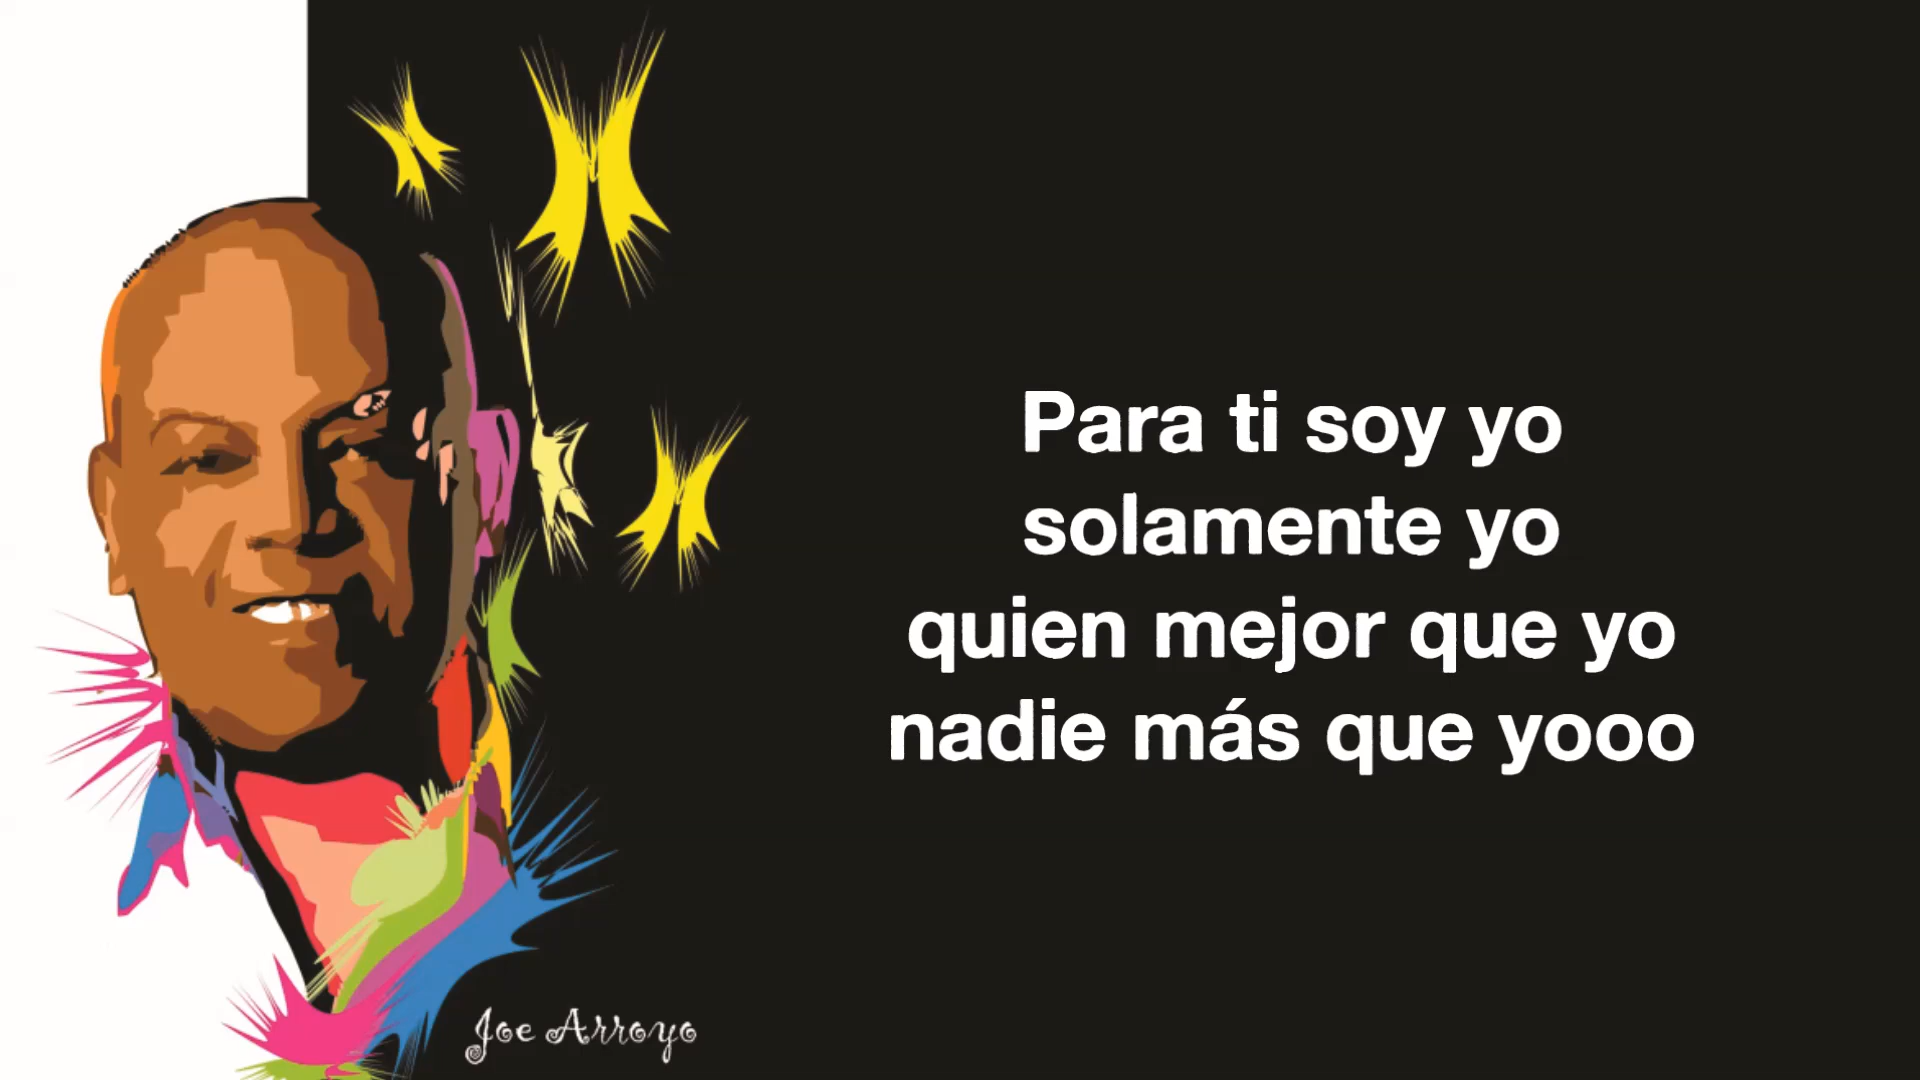 Para ti soy yo
solamente yo
quien mejor que yo
nadie más que yooo
Joe Arroyo